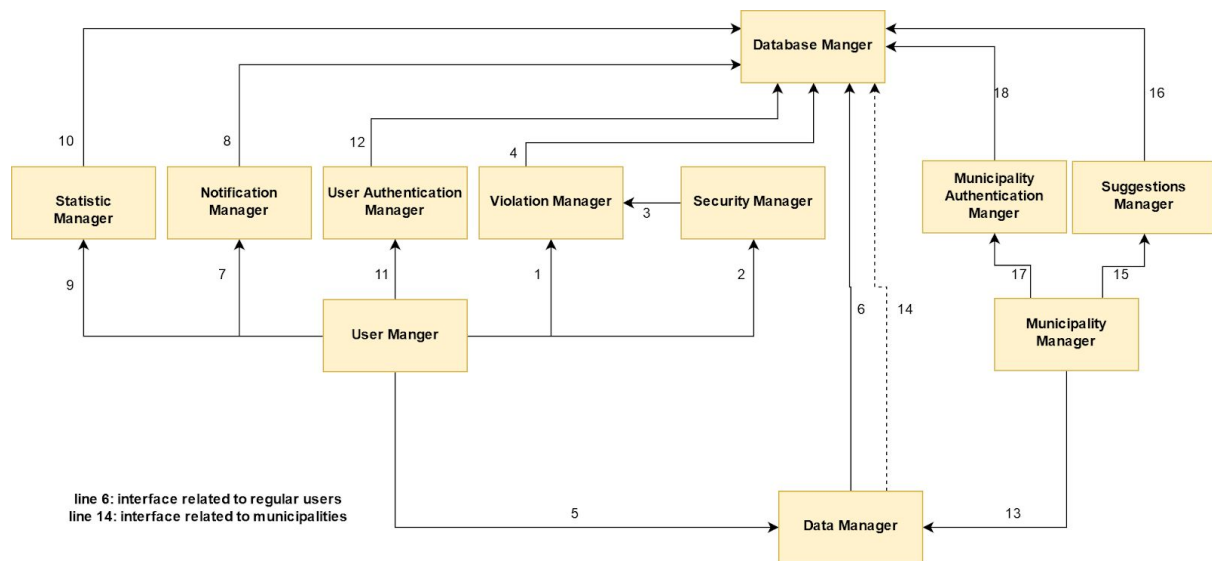 Database Manger
10
8
12
4
18
16
Statistic
Manager
Notification
Manager
User Authentication
Manager
Violation Manager
3
Security Manager
Municipality
Authentication
Manger
Suggestions
Manager
9
7
11
1
2
17
15
User Manger
6
14
Municipality
Manager
line 6: interface related to regular users
line 14: interface related to municipalities
5
Data Manager
13